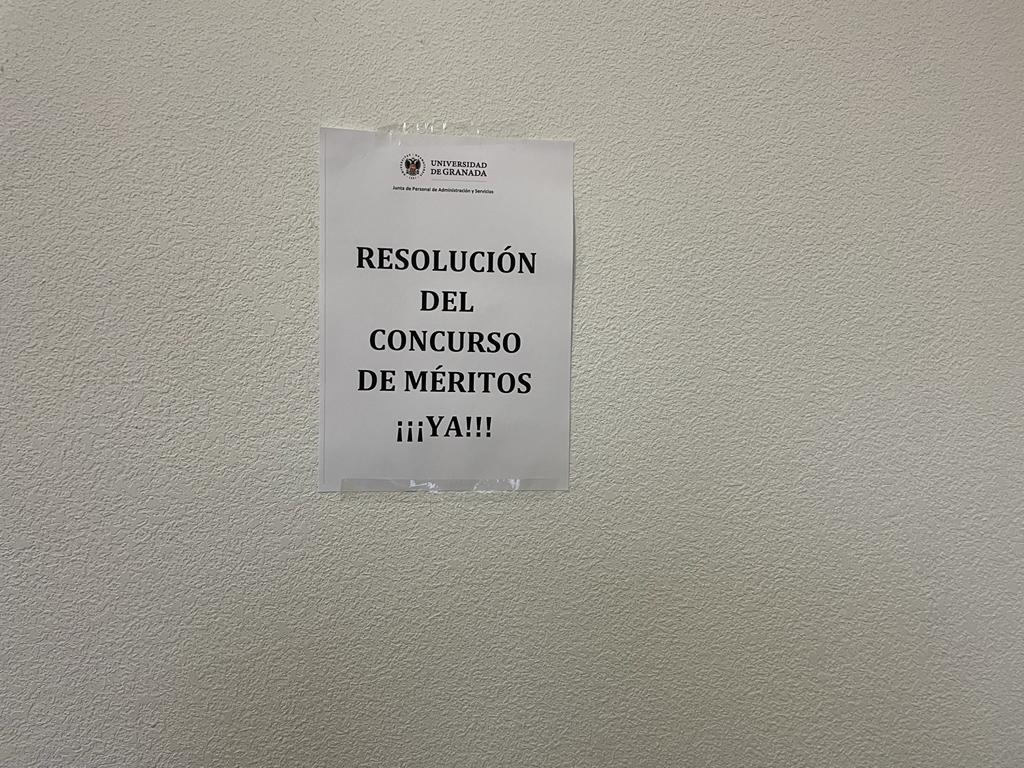 UNIVERSIDAD
DE GRANADA
Junta de Personal de Administración y Servicios
RESOLUCIÓN
DEL
CONCURSO
DE MÉRITOS
¡¡¡YA!!!